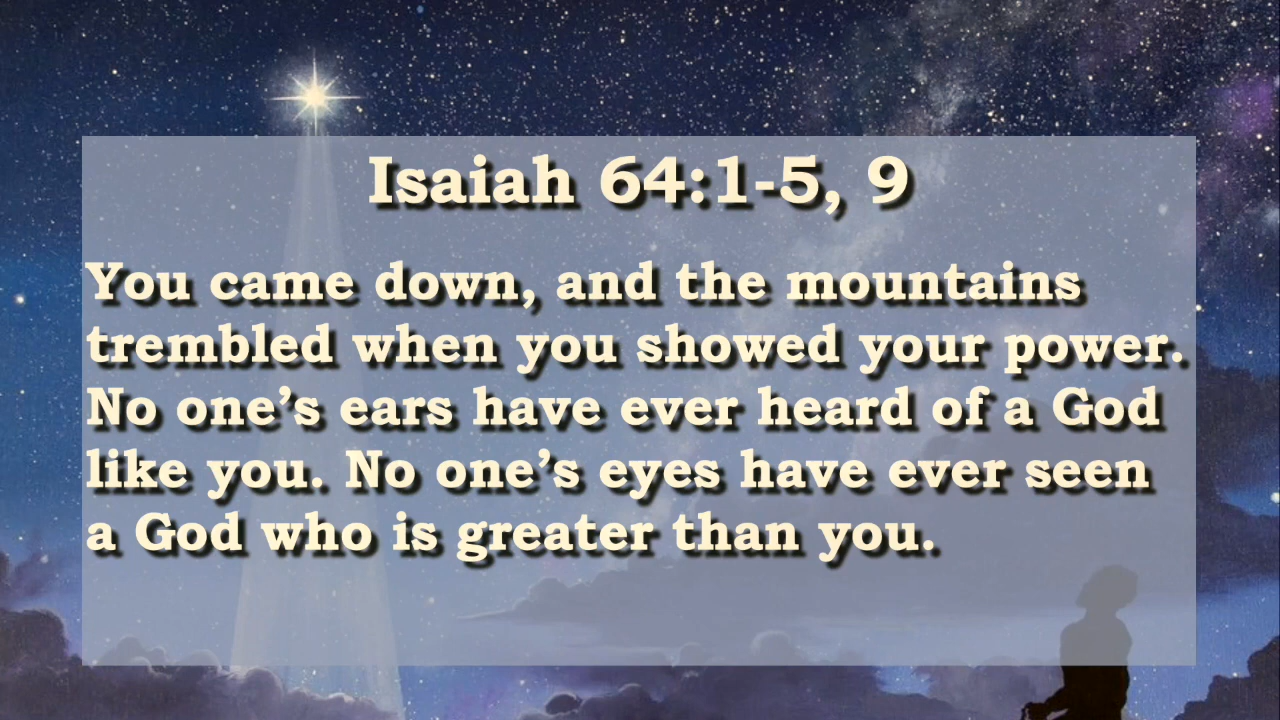 Isaiah 64:1-5, 9
You came down, and the mountains
trembled when you showed your power.
No one’s ears have ever heard of a God
like you. No one’s eyes have ever seen
a God who is greater than you.